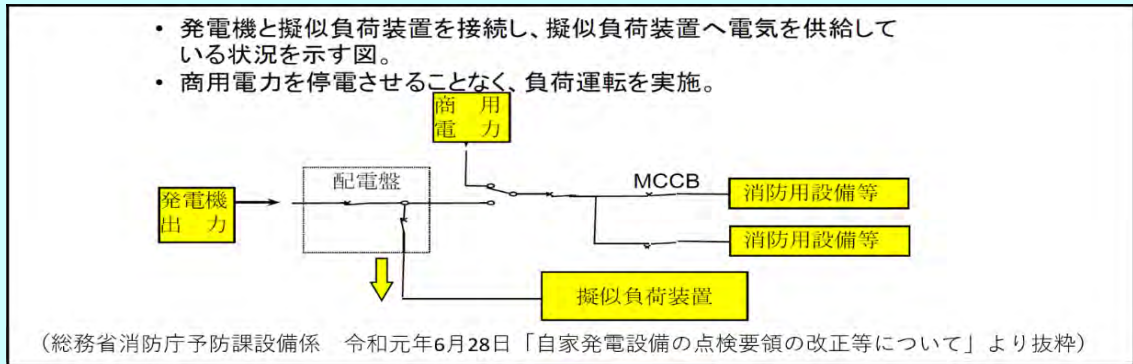 • 発電機と擬似負荷装置を接続し、擬似負荷装置へ電気を供給して
いる状況を示す図。
• 商用電力を停電させることなく、負荷運転を実施。
商 用
電 力
配電盤
MCCB
消防用設備等
発電機
出 力
消防用設備等
擬似負荷装置
（総務省消防庁予防課設備係　令和元年6月28日「自家発電設備の点検要領の改正等について」より抜粋）